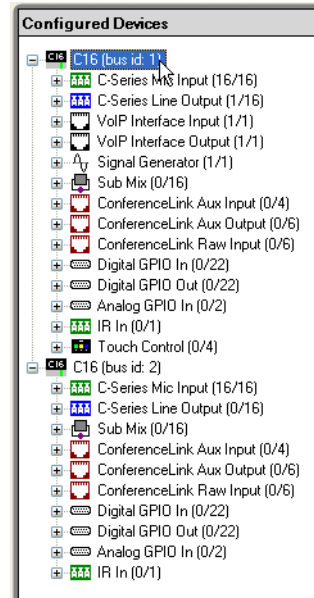 Configured Devices
C16 C16 (bus id: 1)
C-Series Mic Input (16/16)
C-Series Line Output (1/16)
VoIP Interface Input (1/1)
VoIP Interface Output (1/1)
Signal Generator (1/1)
Sub Mix (0/16)
ConferenceLink Aux Input (0/4)
ConferenceLink Aux Output (0/6)
ConferenceLink Raw Input (0/6)
Digital GPIO In (0/22)
Digital GPIO Out (0/22)
Analog GPIO In (0/2)
IR In (0/1)
Touch Control (0/4)
C16 C16 (bus id: 2)
C-Series Mic Input (16/16)
C-Series Line Output (0/16)
Sub Mix (0/16)
ConferenceLink Aux Input (0/4)
ConferenceLink Aux Output (0/6)
ConferenceLink Raw Input (0/6)
Digital GPIO In (0/22)
Digital GPIO Out (0/22)
Analog GPIO In (0/2)
IR In (0/1)